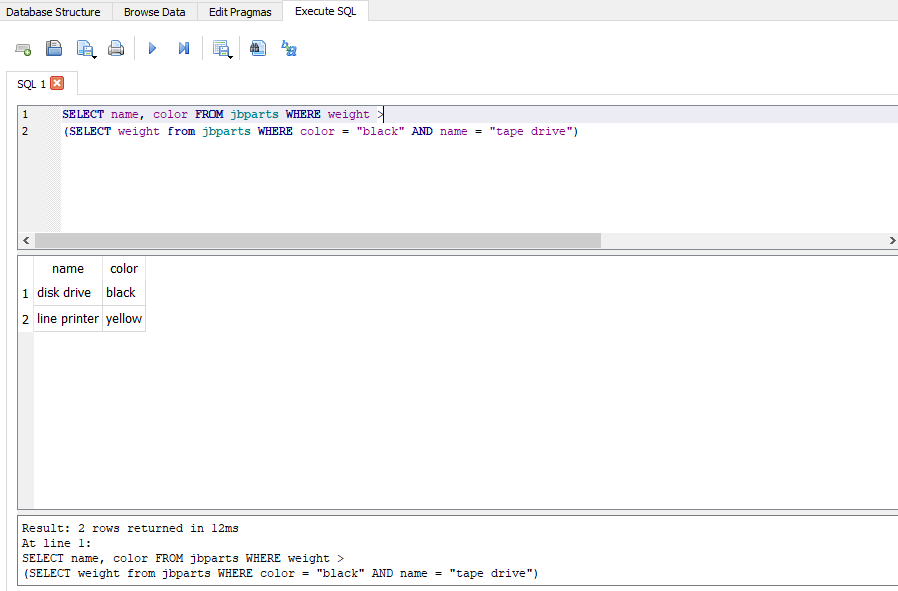 Database Structure Browse Data Edit Pragmas Execute SQL
SQL 1
1 SELECT name, color FROM jbparts WHERE weight >
2 (SELECT weight from jbparts WHERE color = "black" AND name = "tape drive")
name color
1 disk drive black
2 line printer yellow
Result: 2 rows returned in 12ms
At line 1:
SELECT name, color FROM jbparts WHERE weight >
(SELECT weight from jbparts WHERE color = "black" AND name = "tape drive")